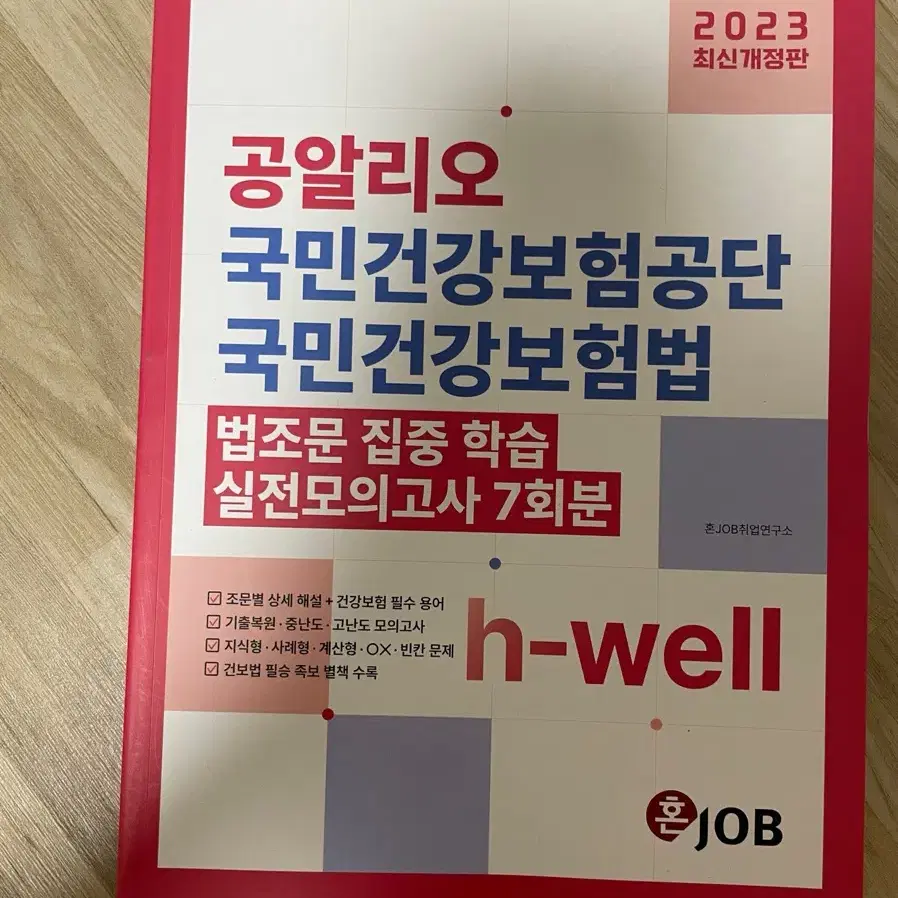 2023
최신개정판
공알리오
국민건강보험공단
국민건강보험법
법조문 집중 학습
실전모의고사 7회분
혼JOB취업연구소
☑ 조문별 상세 해설 + 건강보험 필수 용어
☑ 기출복원·중난도·고난도 모의고사
☑ 지식형·사례형·계산형·OX·빈칸 문제
☑ 건보법 필승 족보 별책 수록
h-well
혼JOB